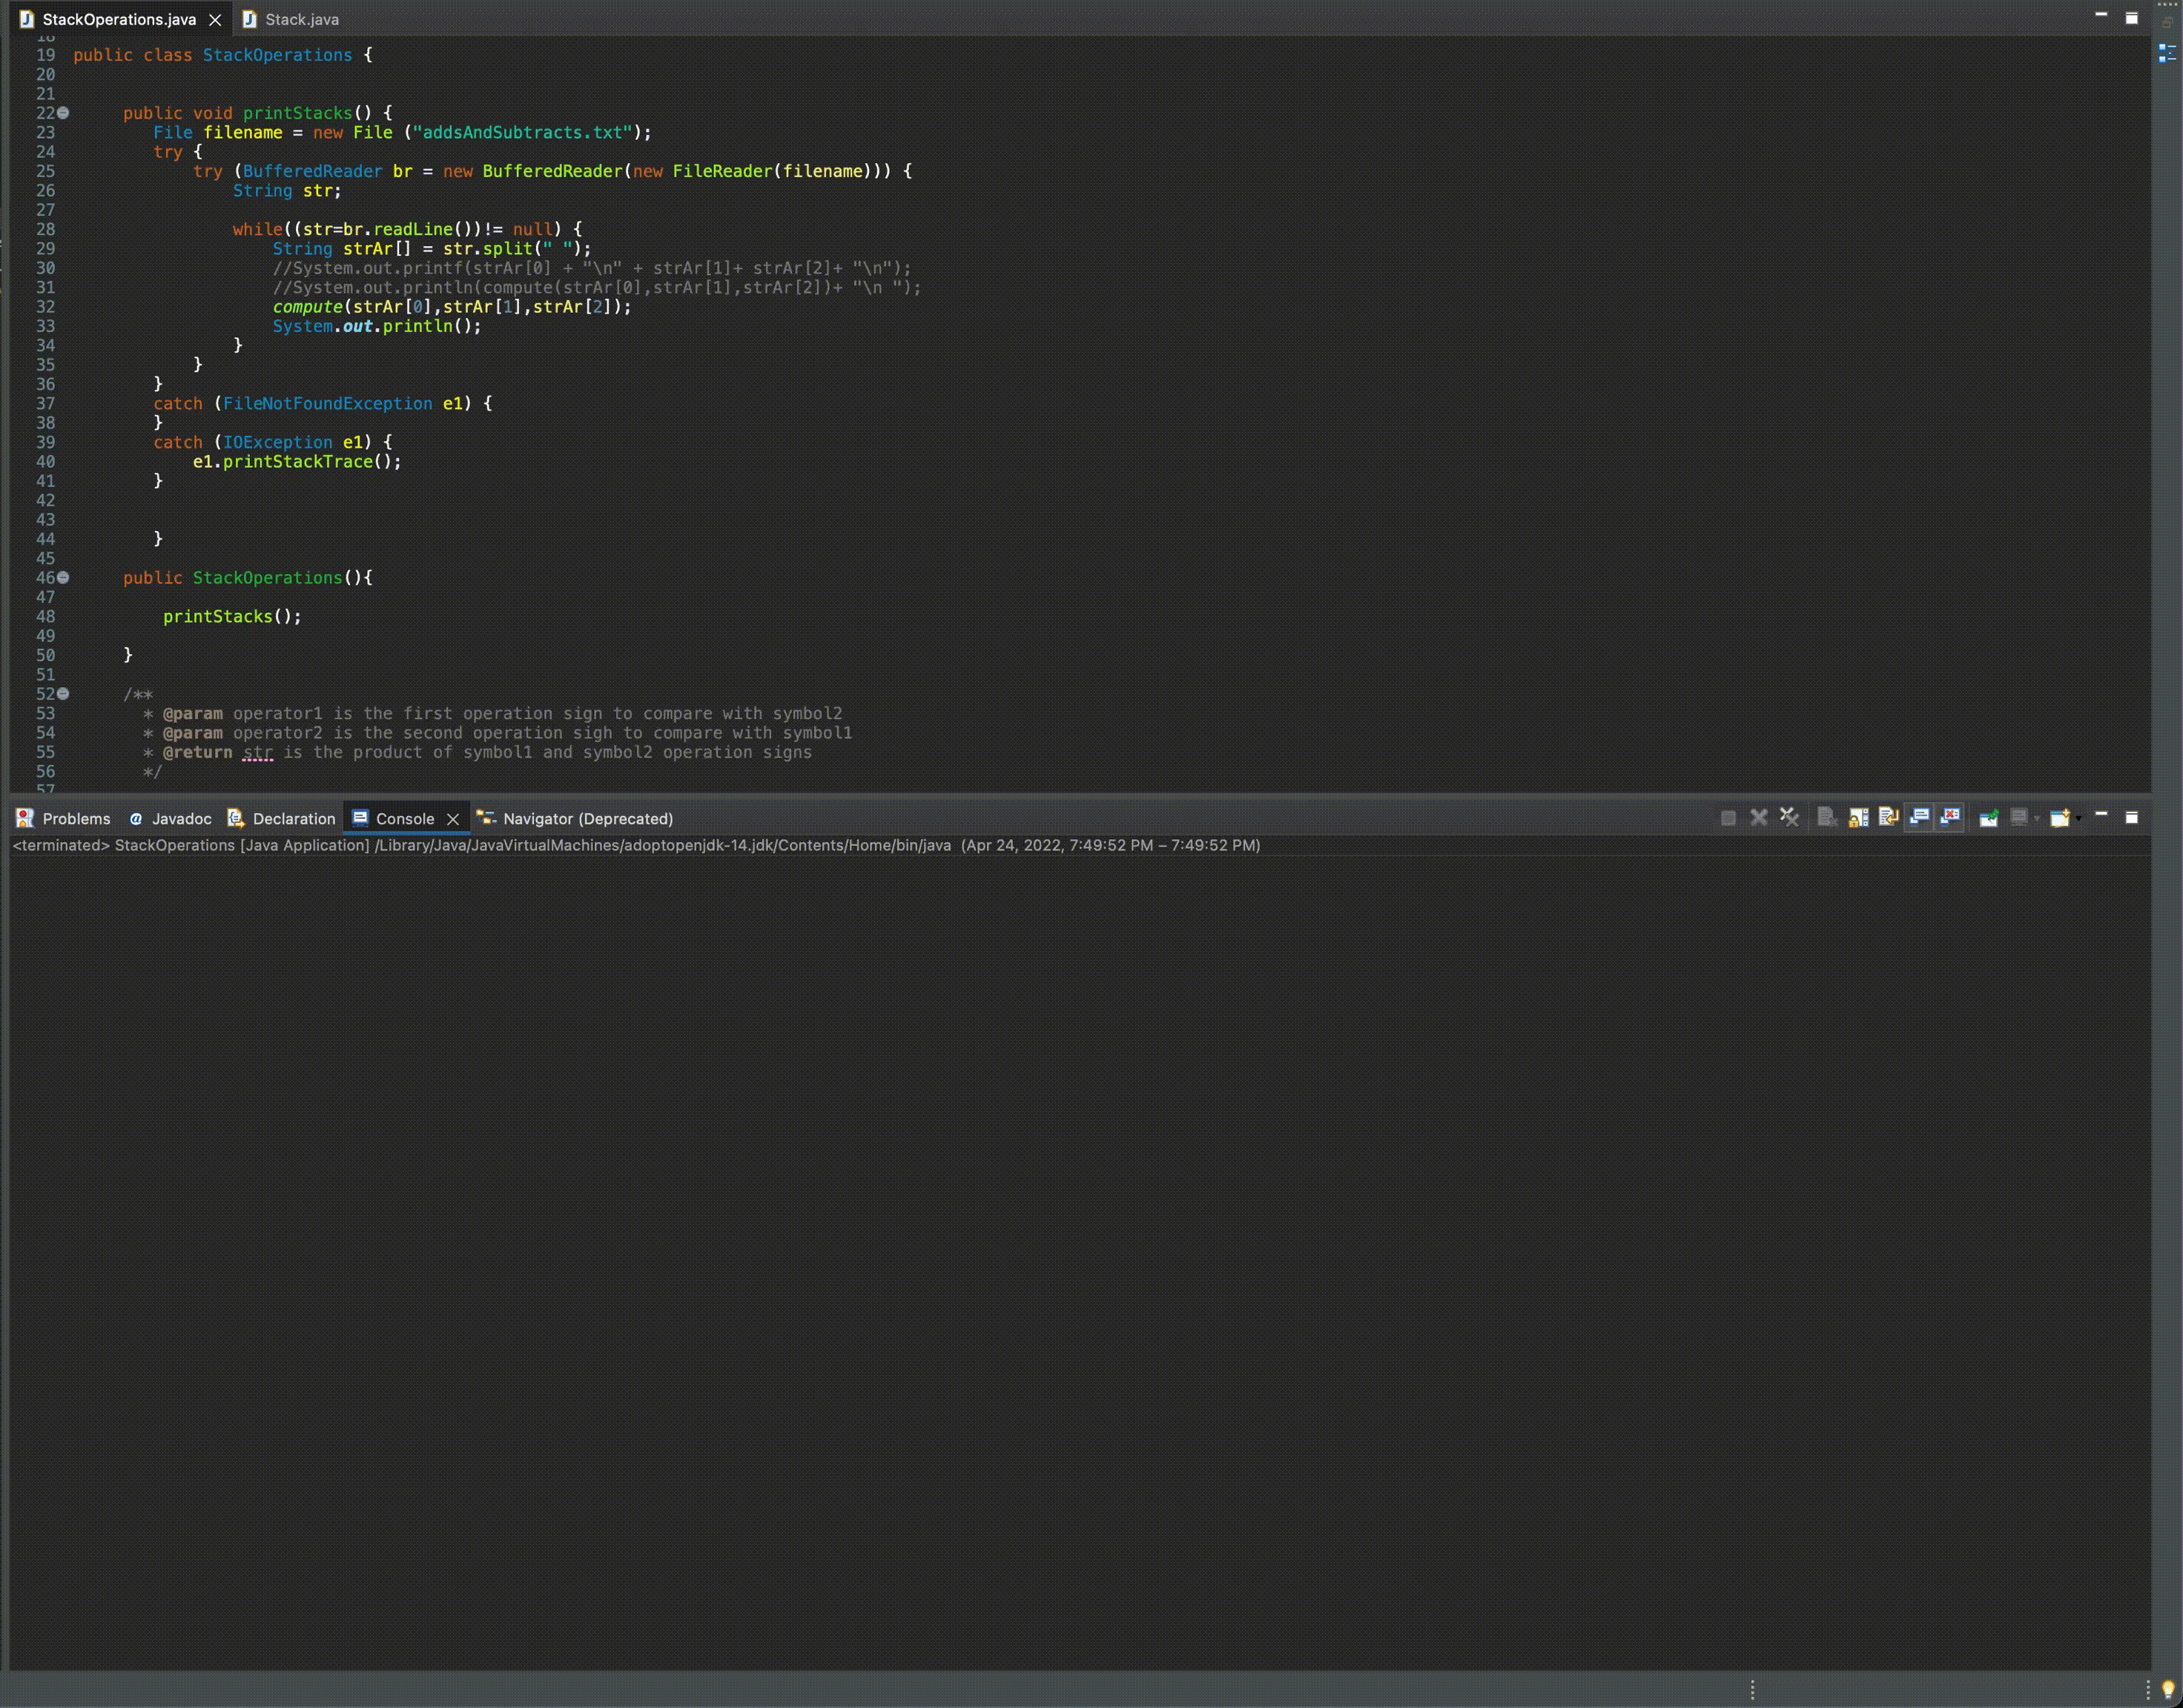 StackOperations.java Stack.java
18
19 public class StackOperations {
20
21
22 public void printStacks() {
23 File filename = new File ("addsAndSubtracts.txt");
24 try {
25 try (BufferedReader br = new BufferedReader(new FileReader(filename))) {
26 String str;
27
28 while((str=br.readLine())!= null) {
29 String strAr[] = str.split(" ");
30 //System.out.printf(strAr[0] + "\n" + strAr[1]+ strAr[2]+ "\n");
31 //System.out.println(compute(strAr[0],strAr[1],strAr[2])+ "\n ");
32 compute(strAr[0],strAr[1],strAr[2]);
33 System.out.println();
34 }
35 }
36 }
37 catch (FileNotFoundException e1) {
38 }
39 catch (IOException e1) {
40 e1.printStackTrace();
41 }
42
43
44 }
45
46 public StackOperations(){
47
48 printStacks();
49
50 }
51
52 /**
53 * @param operator1 is the first operation sign to compare with symbol2
54 * @param operator2 is the second operation sigh to compare with symbol1
55 * @return str is the product of symbol1 and symbol2 operation signs
56 */
57
Problems Javadoc Declaration Console Navigator (Deprecated)
<terminated> StackOperations [Java Application] /Library/Java/JavaVirtualMachines/adoptopenjdk-14.jdk/Contents/Home/bin/java (Apr 24, 2022, 7:49:52 PM – 7:49:52 PM)